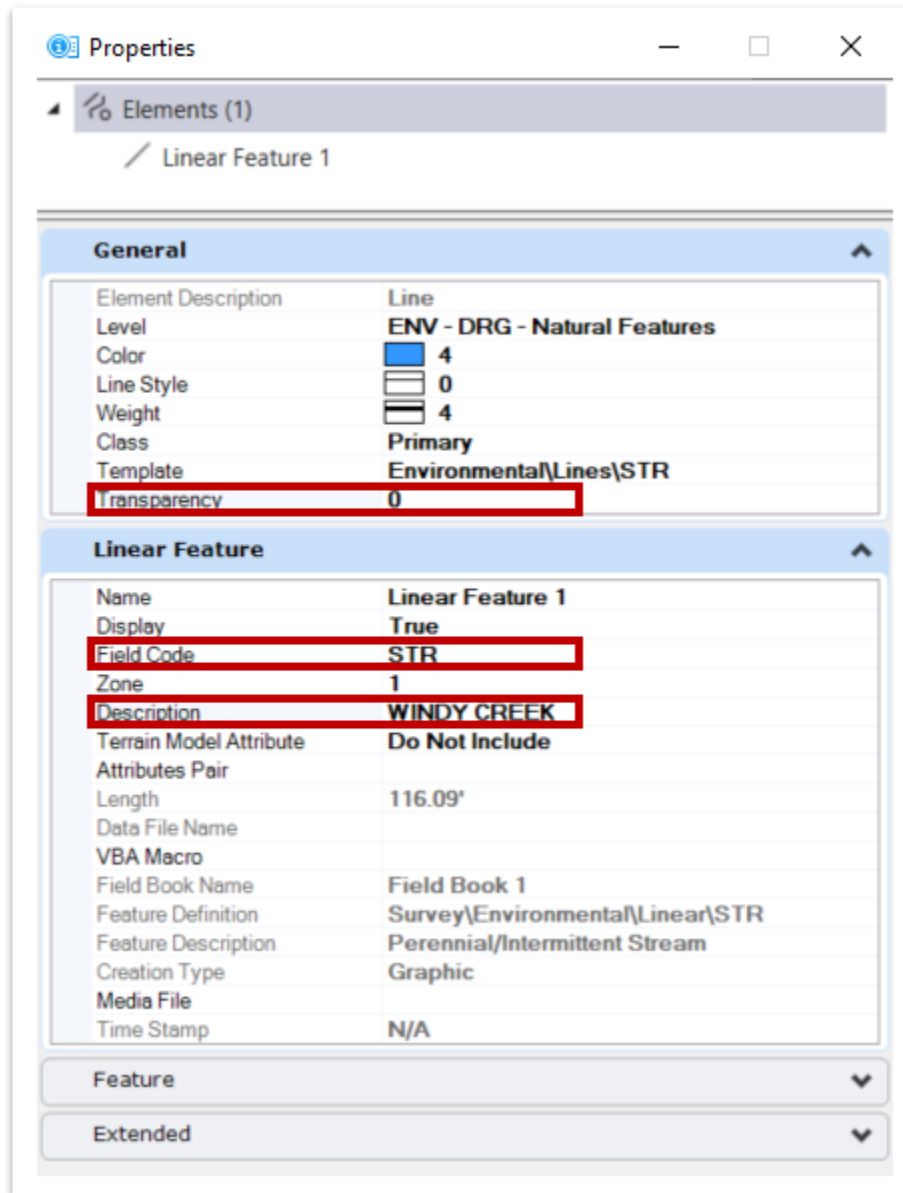 Properties
Elements (1)
Linear Feature 1
General
Element Description Line
Level ENV - DRG - Natural Features
Color 4
Line Style 0
Weight 4
Class Primary
Template Environmental\Lines\STR
Transparency 0
Linear Feature
Name Linear Feature 1
Display True
Field Code STR
Zone 1
Description WINDY CREEK
Terrain Model Attribute Do Not Include
Attributes Pair
Length 116.09'
Data File Name
VBA Macro
Field Book Name Field Book 1
Feature Definition Survey\Environmental\Linear\STR
Feature Description Perennial/Intermittent Stream
Creation Type Graphic
Media File
Time Stamp N/A
Feature
Extended